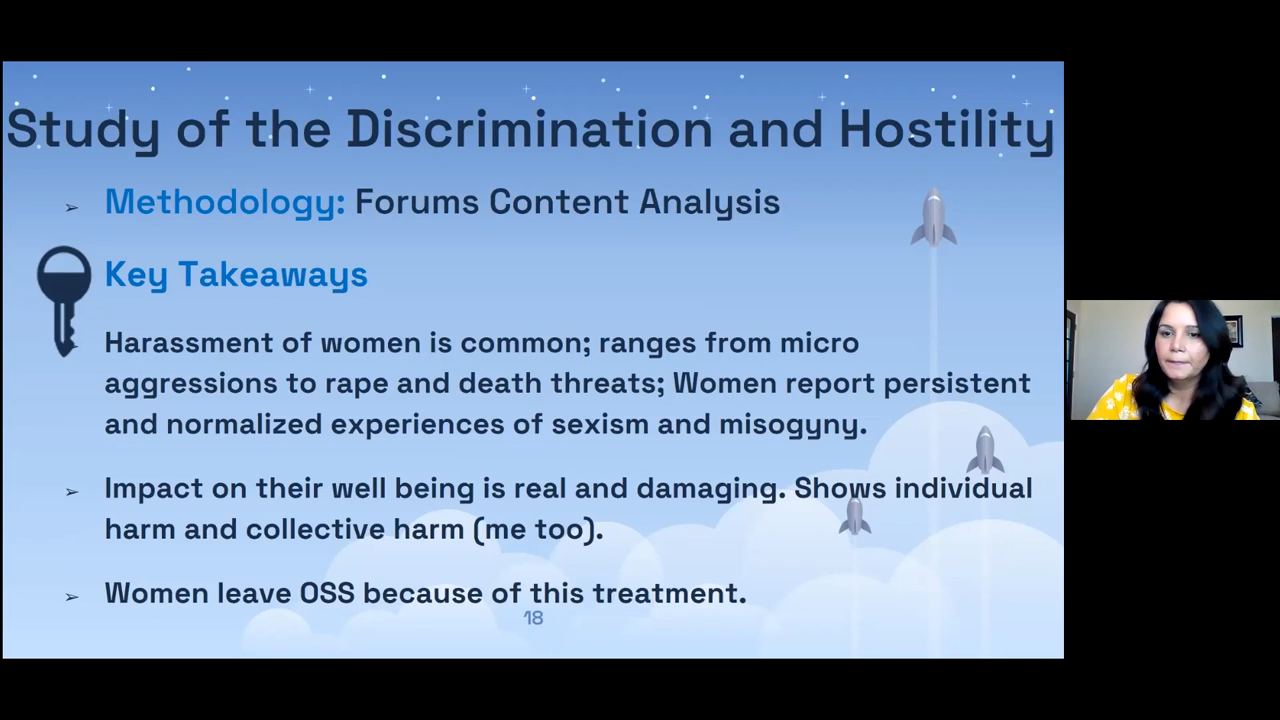 Study of the Discrimination and Hostility
➢ Methodology: Forums Content Analysis
Key Takeaways
Harassment of women is common; ranges from micro
aggressions to rape and death threats; Women report persistent
and normalized experiences of sexism and misogyny.
➢ Impact on their well being is real and damaging. Shows individual
harm and collective harm (me too).
➢ Women leave OSS because of this treatment.
18